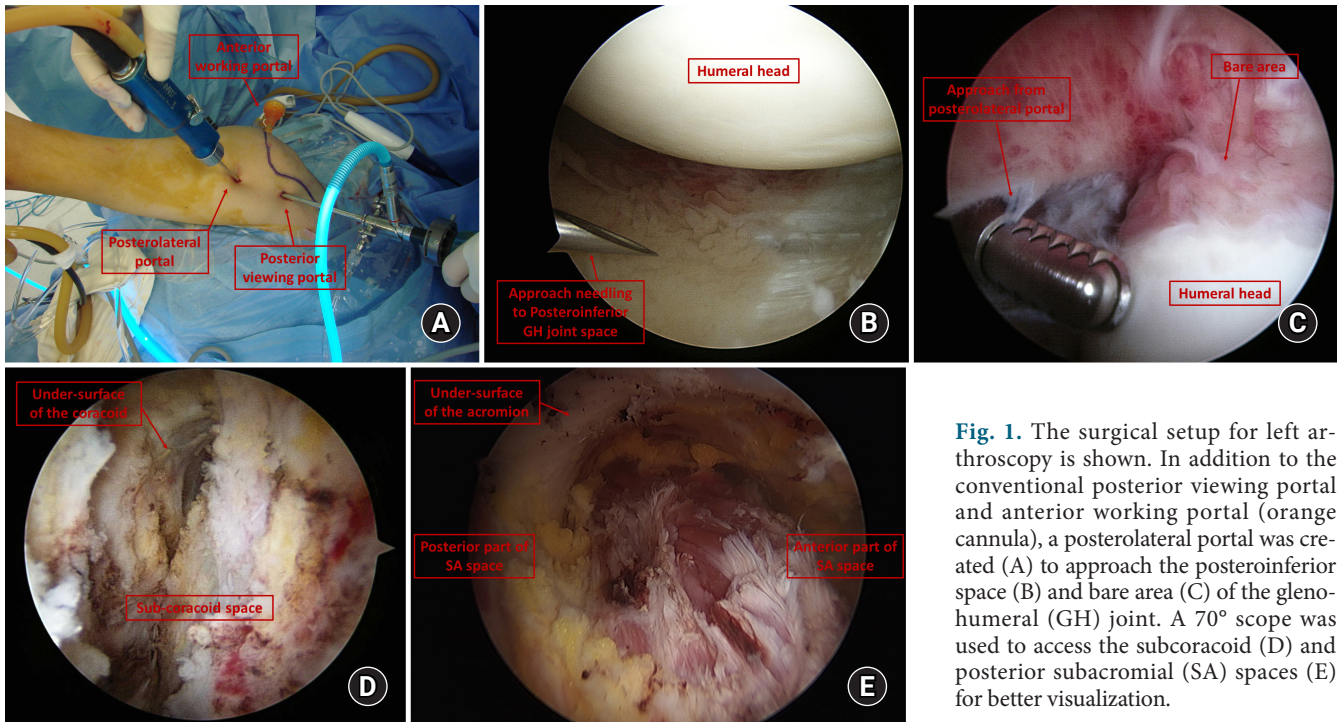 Anterior
working portal
Posterolateral
portal
Posterior
viewing portal
A
Humeral head
Approach needling
to Posteroinferior
GH joint space
B
Bare area
Approach from
posterolateral portal
Humeral head
C
Under-surface
of the coracoid
Sub-coracoid space
D
Under-surface
of the acromion
Posterior part of
SA space
Anterior part of
SA space
E
Fig. 1. The surgical setup for left ar-
throscopy is shown. In addition to the
conventional posterior viewing portal
and anterior working portal (orange
cannula), a posterolateral portal was cre-
ated (A) to approach the posteroinferior
space (B) and bare area (C) of the gleno-
humeral (GH) joint. A 70° scope was
used to access the subcoracoid (D) and
posterior subacromial (SA) spaces (E)
for better visualization.